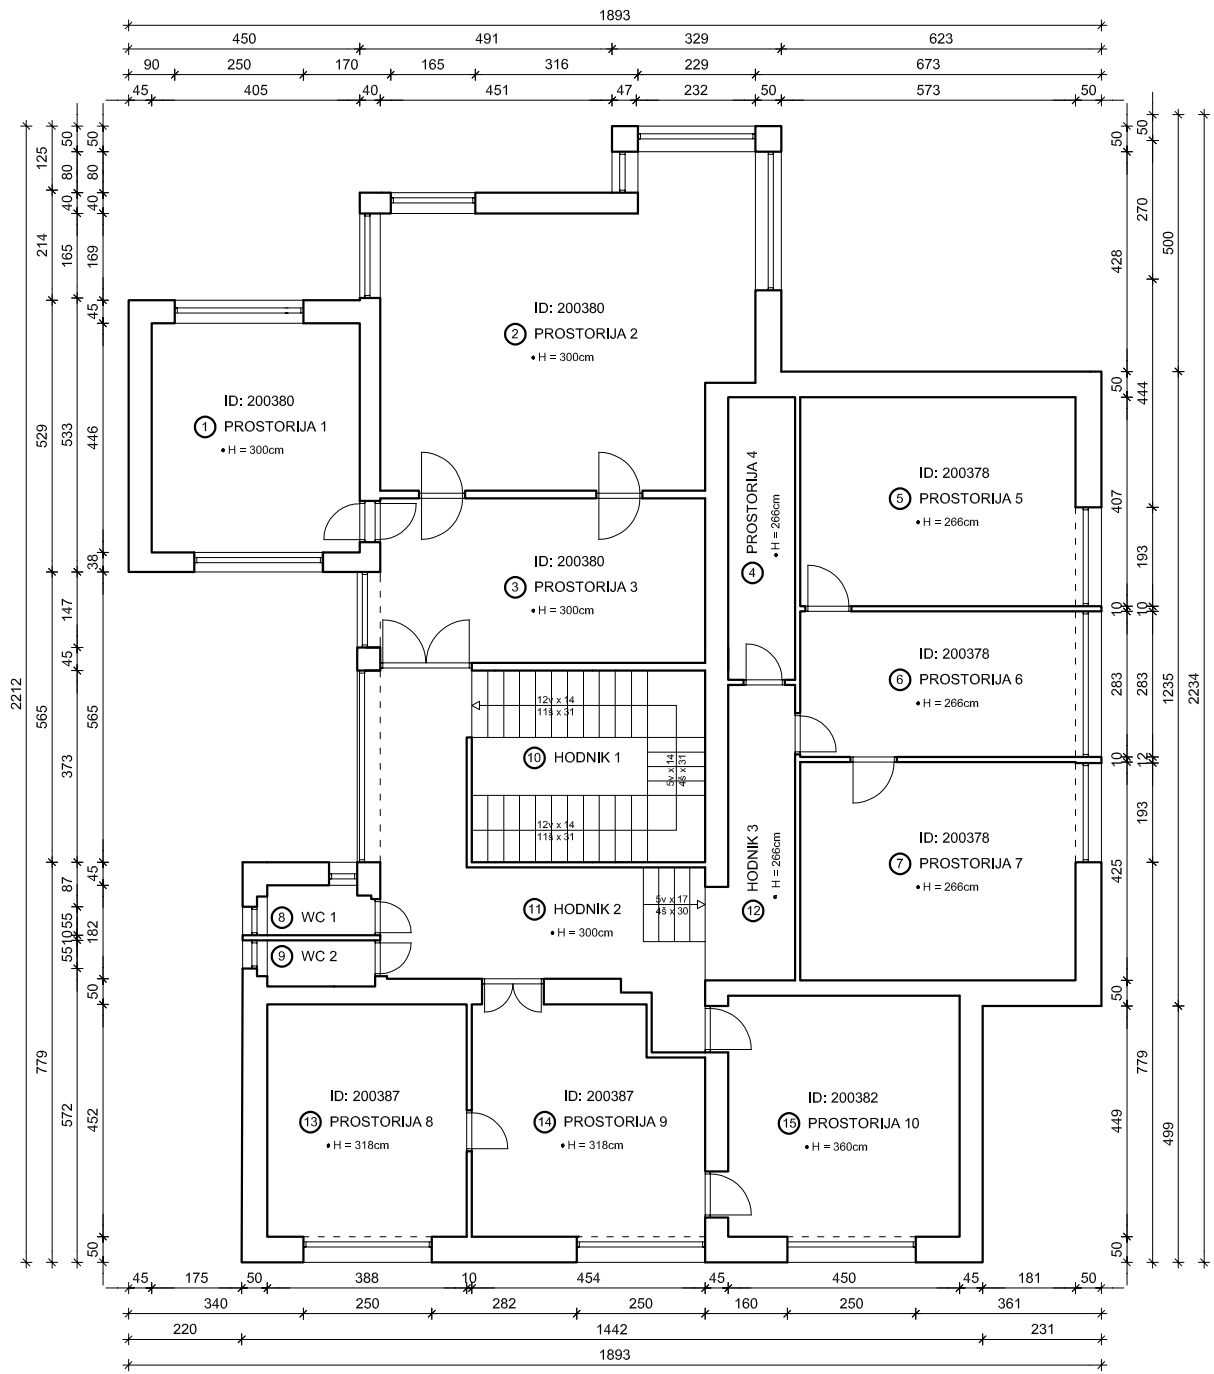 1893
450 491 329 623
90 250 170 165 316 229 673
45 405 40 451 47 232 50 573 50
2212
125 214 529 565 779
50 80 40 165 533 147 45 373 87 55 10 55 50 572
50 80 40 169 45 446 38 565 45 182 452 50
ID: 200380
1 PROSTORIJA 1
• H = 300cm
ID: 200380
2 PROSTORIJA 2
• H = 300cm
ID: 200380
3 PROSTORIJA 3
• H = 300cm
4 PROSTORIJA 4
• H = 266cm
ID: 200378
5 PROSTORIJA 5
• H = 266cm
ID: 200378
6 PROSTORIJA 6
• H = 266cm
ID: 200378
7 PROSTORIJA 7
• H = 266cm
8 WC 1
9 WC 2
12v x 14
11š x 31
10 HODNIK 1
5v x 14
4š x 31
12v x 14
11š x 31
11 HODNIK 2
• H = 300cm
5v x 17
4š x 30
12 HODNIK 3
• H = 266cm
ID: 200387
13 PROSTORIJA 8
• H = 318cm
ID: 200387
14 PROSTORIJA 9
• H = 318cm
ID: 200382
15 PROSTORIJA 10
• H = 360cm
50 428 50 407 10 283 10 425 50 449 50
50 270 444 193 10 283 12 193 779
500 1235 499
2234
45 175 50 388 10 454 45 450 45 181 50
340 250 282 250 160 250 361
220 1442 231
1893